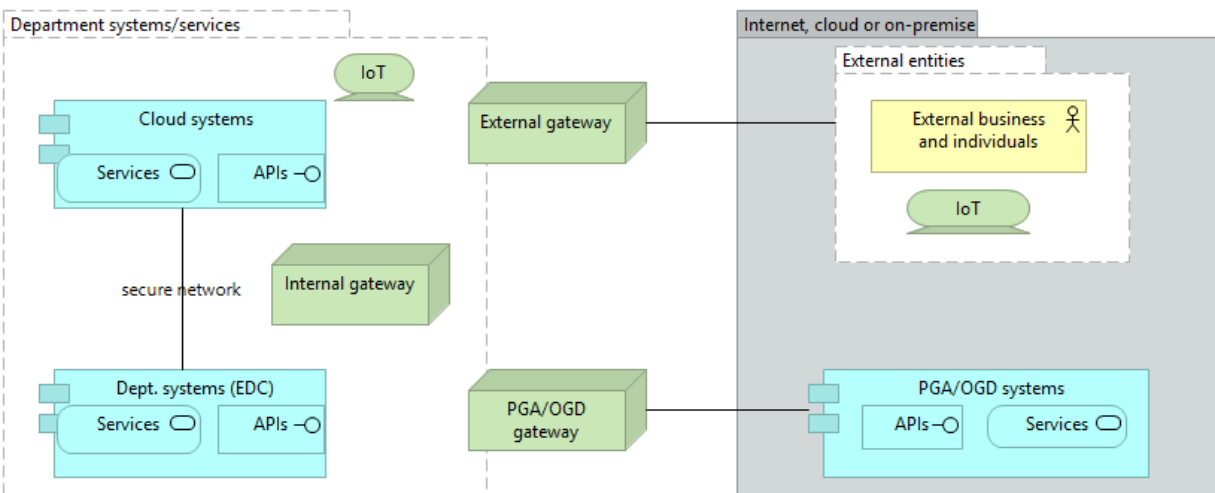 Department systems/services
Internet, cloud or on-premise
External entities
IoT
Cloud systems
Services
APIs
External gateway
External business
and individuals
IoT
secure network
Internal gateway
Dept. systems (EDC)
Services
APIs
PGA/OGD
gateway
PGA/OGD systems
APIs
Services